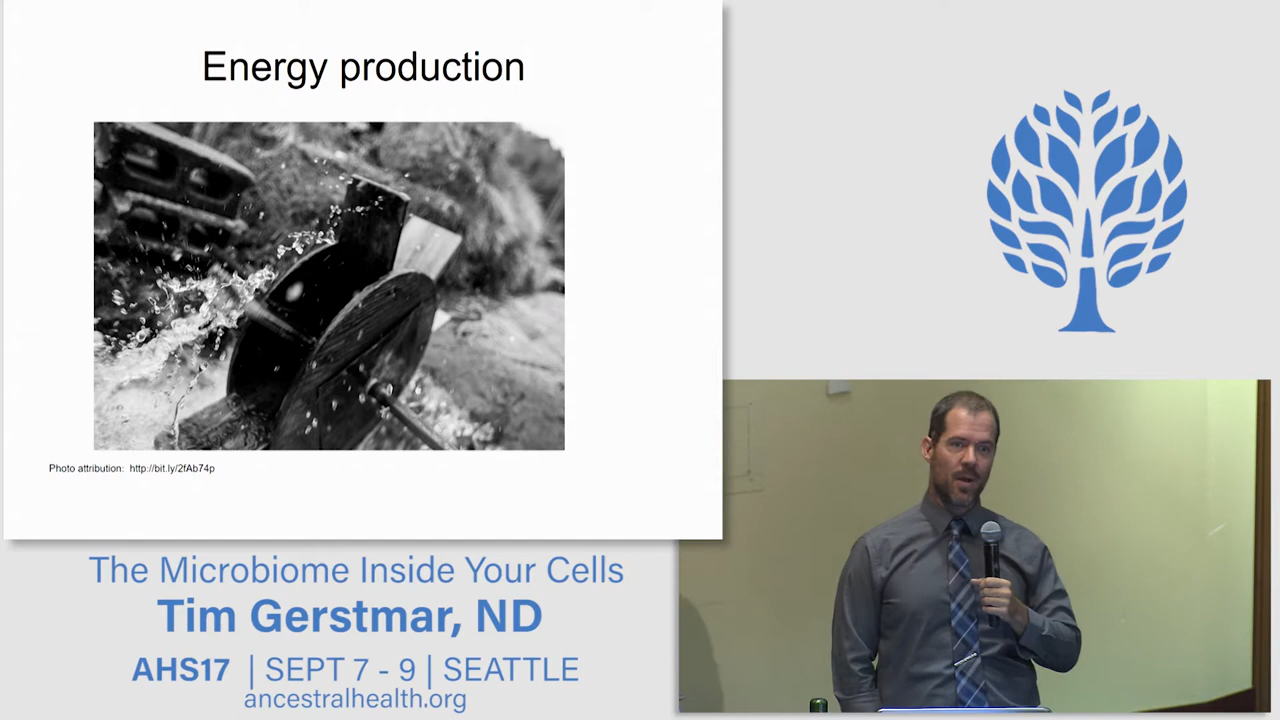 Energy production
Photo attribution: http://bit.ly/2fAb74p
The Microbiome Inside Your Cells
Tim Gerstmar, ND
AHS17 | SEPT 7 - 9 | SEATTLE
ancestralhealth.org